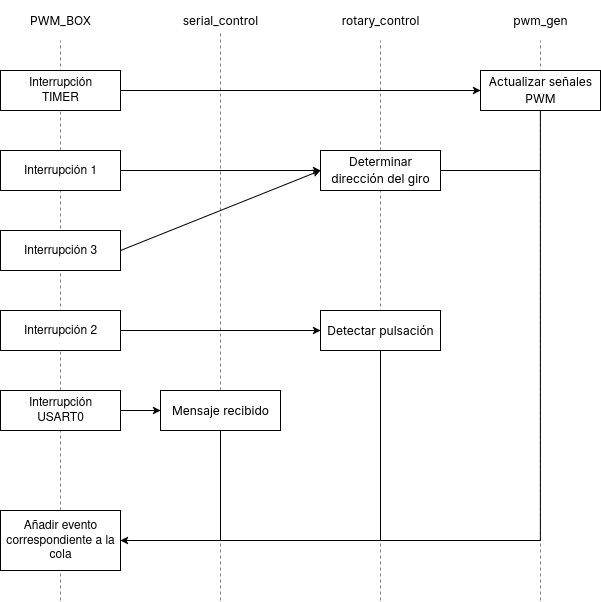 PWM_BOX
serial_control
rotary_control
pwm_gen
Interrupción
TIMER
Actualizar señales
PWM
Interrupción 1
Determinar
dirección del giro
Interrupción 3
Interrupción 2
Detectar pulsación
Interrupción
USART0
Mensaje recibido
Añadir evento
correspondiente a la
cola